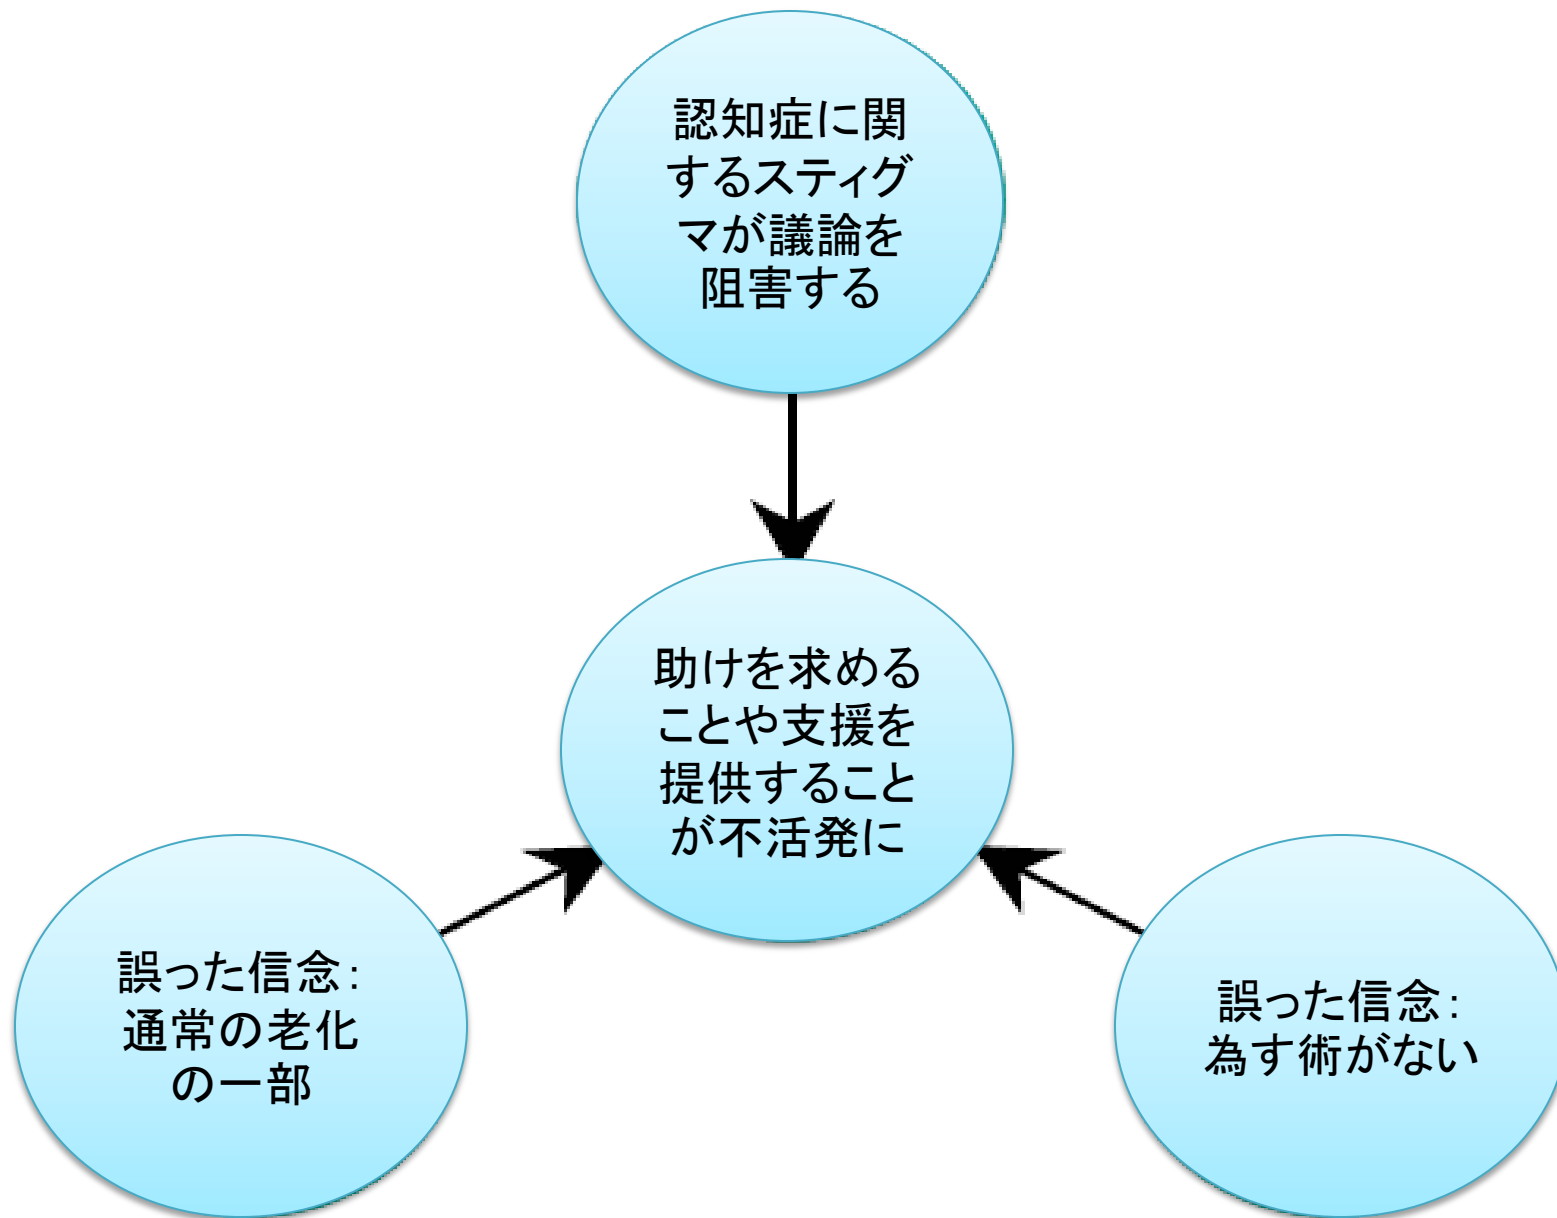 認知症に関
するスティグ
マが議論を
阻害する
助けを求める
ことや支援を
提供すること
が不活発に
誤った信念：
通常の老化
の一部
誤った信念：
為す術がない